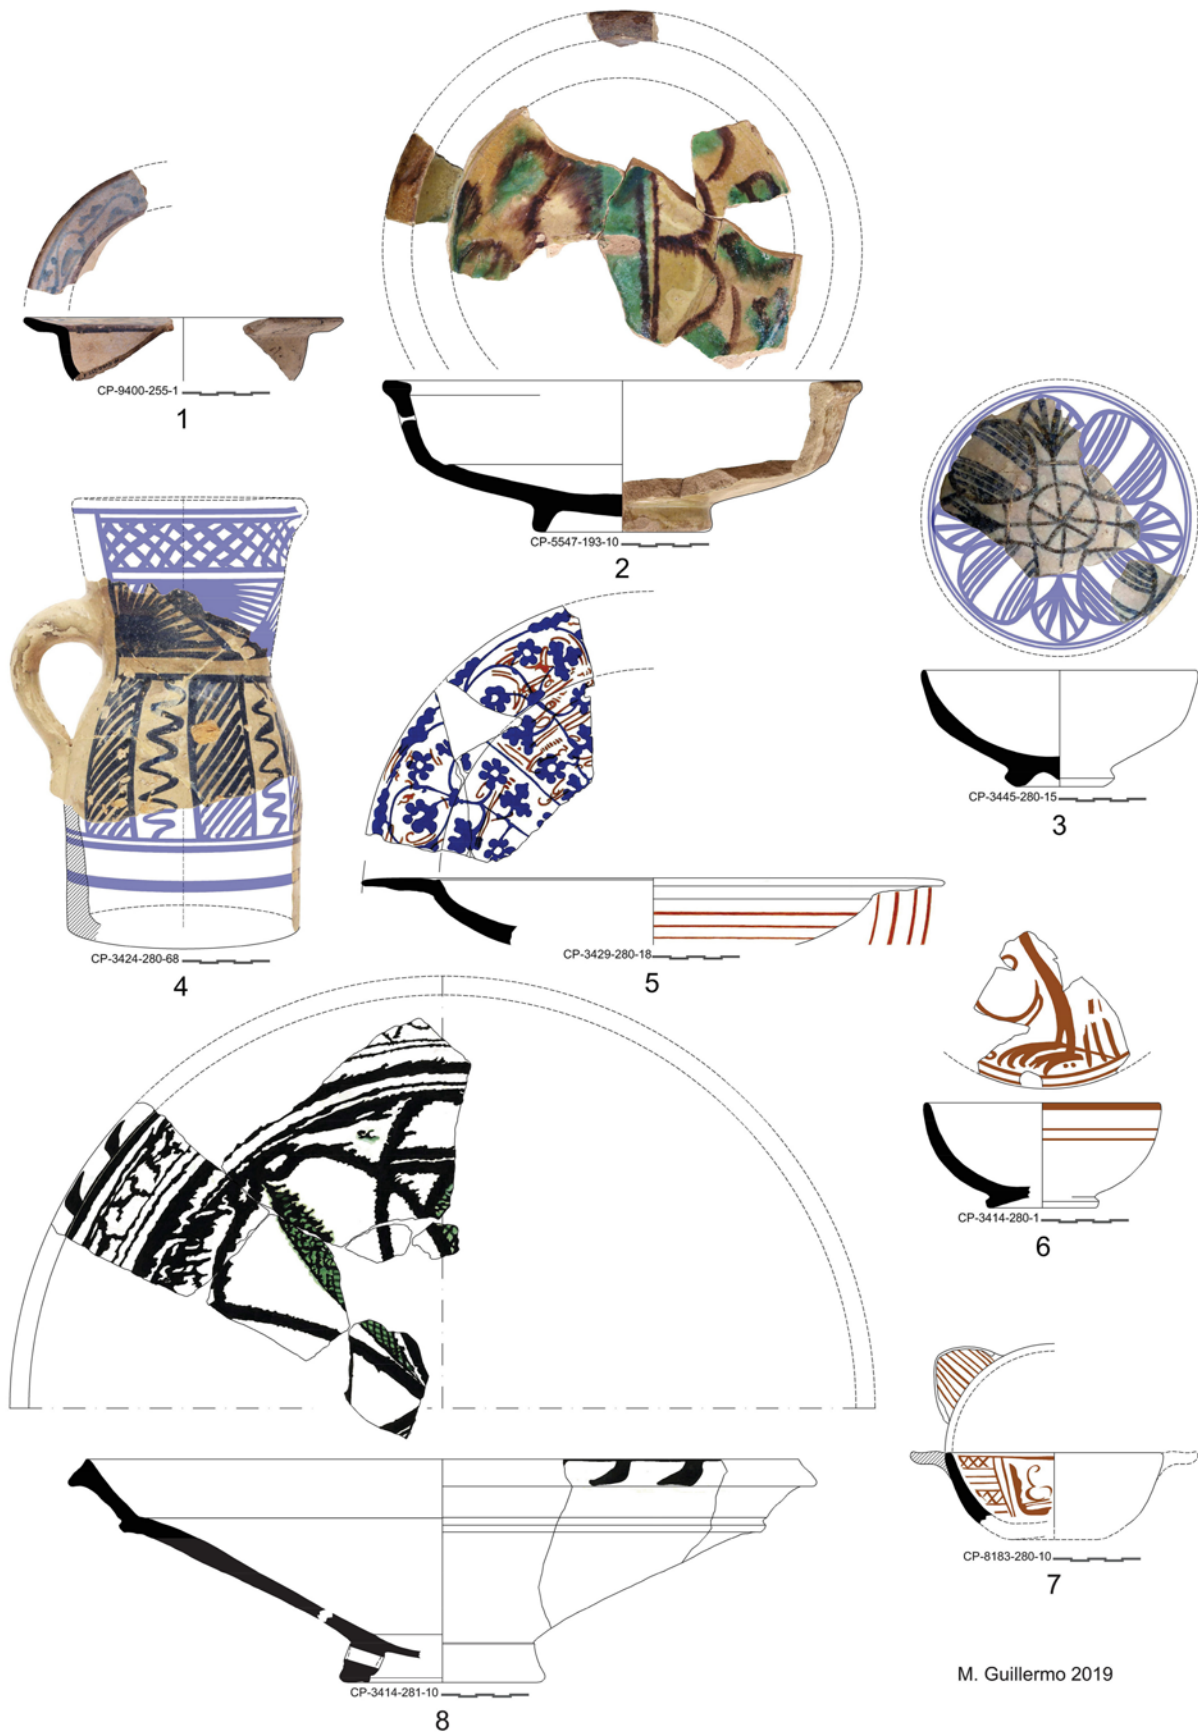 CP-9400-255-1
1
CP-5547-193-10
2
CP-3445-280-15
3
CP-3424-280-68
4
CP-3429-280-18
5
CP-3414-280-1
6
CP-8183-280-10
7
CP-3414-281-10
8
M. Guillermo 2019